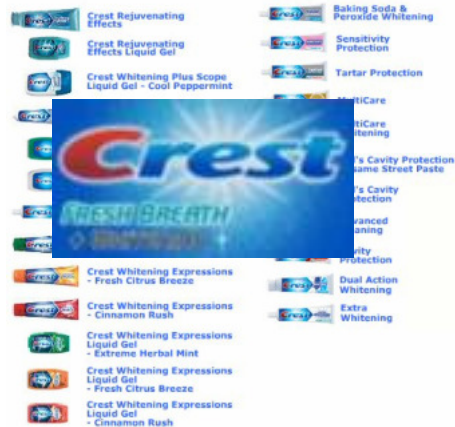 Crest Rejuvenating
Effects
Crest Rejuvenating
Effects Liquid Gel
Crest Whitening Plus Scope
Liquid Gel - Cool Peppermint
Crest
FRESH BREATH
Crest Whitening Expressions
- Fresh Citrus Breeze
Crest Whitening Expressions
- Cinnamon Rush
Crest Whitening Expressions
Liquid Gel
- Extreme Herbal Mint
Crest Whitening Expressions
Liquid Gel
- Fresh Citrus Breeze
Crest Whitening Expressions
Liquid Gel
- Cinnamon Rush
Baking Soda &
Peroxide Whitening
Sensitivity
Protection
Tartar Protection
MultiCare
Cavity Protection
Street Paste
Cavity
Protection
Dual Action
Whitening
Extra
Whitening